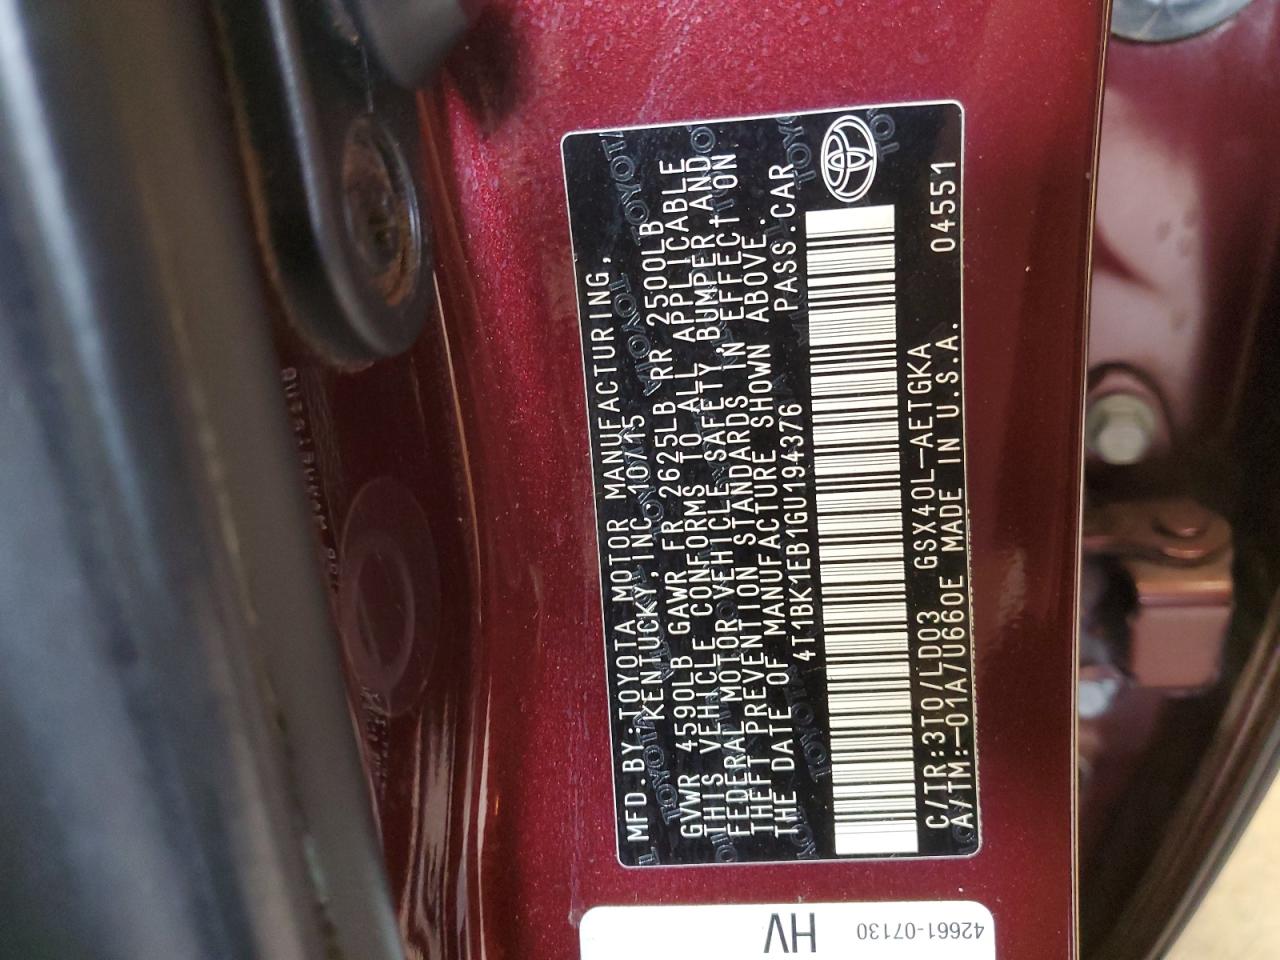 MFD.BY:TOYOTA MOTOR MANUFACTURING,
KENTUCKY,INC 10/15
GVWR 4590LB GAWR FR 2625LB RR 2500LB
THIS VEHICLE CONFORMS TO ALL APPLICABLE
FEDERAL MOTOR VEHICLE SAFETY,BUMPER,AND
THEFT PREVENTION STANDARDS IN EFFECT ON
THE DATE OF MANUFACTURE SHOWN ABOVE.
4T1BK1EB1GU194376 PASS.CAR
C/TR:3T0/LD03 GSX40L-AETGKA
A/TM:-01A/U660E MADE IN U.S.A. 04551
HV
42661-07130